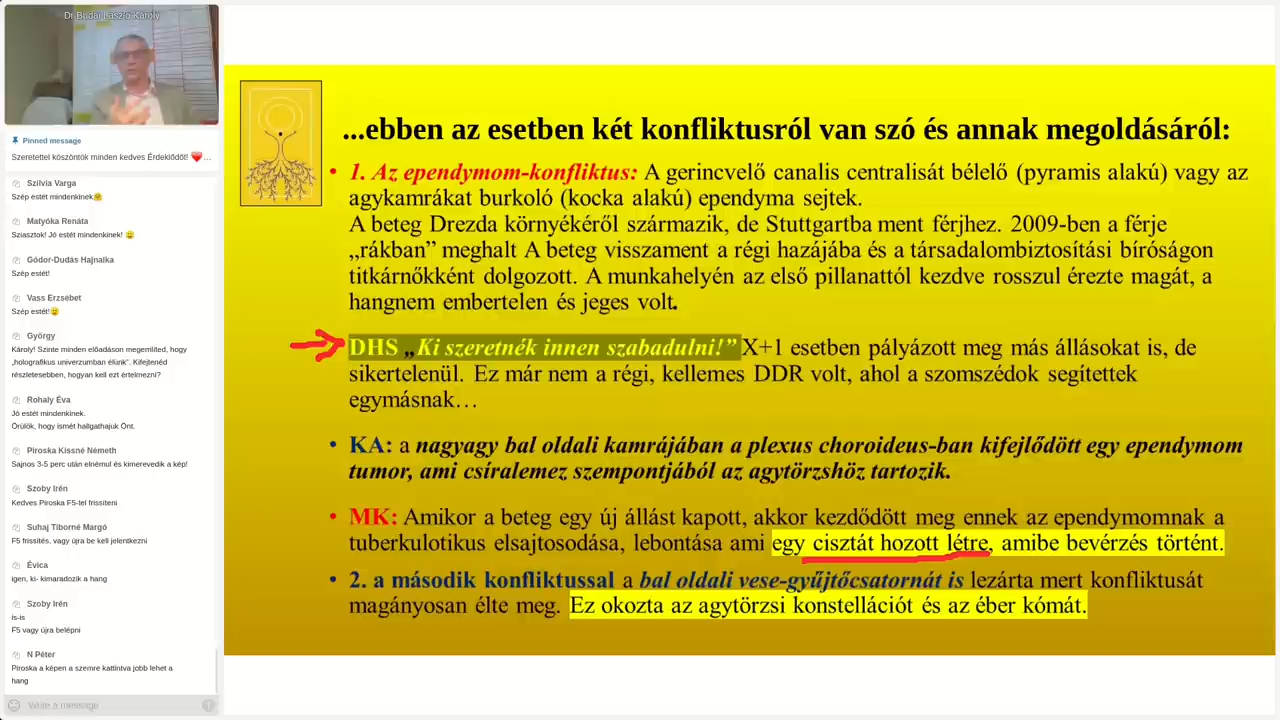 Dr Budai László Károly
Pinned message
Szeretettel köszöntök minden kedves Érdeklődőt! ❤️...
Szilvia Varga
Szép estét mindenkinek🤗
Matyóka Renáta
Sziasztok! Jó estét mindenkinek! 🙂
Gódor-Dudás Hajnalka
Szép estét!
Vass Erzsébet
Szép estét!🙂
György
Károly! Szinte minden előadáson megemlíted, hogy
„holografikus univerzumban élünk”. Kifejtenéd
részletesebben, hogyan kell ezt értelmezni?
Rohaly Éva
Jó estét mindenkinek.
Örülök, hogy ismét hallgathajuk Önt.
Piroska Kissné Németh
Sajnos 3-5 perc után elnémul és kimerevedik a kép!
Szoby Irén
Kedves Piroska F5-tel frissíteni
Suhaj Tiborné Margó
F5 frissítés, vagy újra be kell jelentkezni
Évica
igen, ki- kimaradozik a hang
Szoby Irén
is-is
F5 vagy újra belépni
N Péter
Piroska a képen a szemre kattintva jobb lehet a
hang
Write a message
...ebben az esetben két konfliktusról van szó és annak megoldásáról:
• 1. Az ependymom-konfliktus: A gerincvelő canalis centralisát bélelő (pyramis alakú) vagy az
agykamrákat burkoló (kocka alakú) ependyma sejtek.
A beteg Drezda környékéről származik, de Stuttgartba ment férjhez. 2009-ben a férje
„rákban” meghalt A beteg visszament a régi hazájába és a társadalombiztosítási bíróságon
titkárnőkként dolgozott. A munkahelyén az első pillanattól kezdve rosszul érezte magát, a
hangnem embertelen és jeges volt.
DHS „Ki szeretnék innen szabadulni!” X+1 esetben pályázott meg más állásokat is, de
sikertelenül. Ez már nem a régi, kellemes DDR volt, ahol a szomszédok segítettek
egymásnak…
• KA: a nagyagy bal oldali kamrájában a plexus choroideus-ban kifejlődött egy ependymom
tumor, ami csíralemez szempontjából az agytörzshöz tartozik.
• MK: Amikor a beteg egy új állást kapott, akkor kezdődött meg ennek az ependymomnak a
tuberkulotikus elsajtosodása, lebontása ami egy cisztát hozott létre, amibe bevérzés történt.
• 2. a második konfliktussal a bal oldali vese-gyűjtőcsatornát is lezárta mert konfliktusát
magányosan élte meg. Ez okozta az agytörzsi konstellációt és az éber kómát.